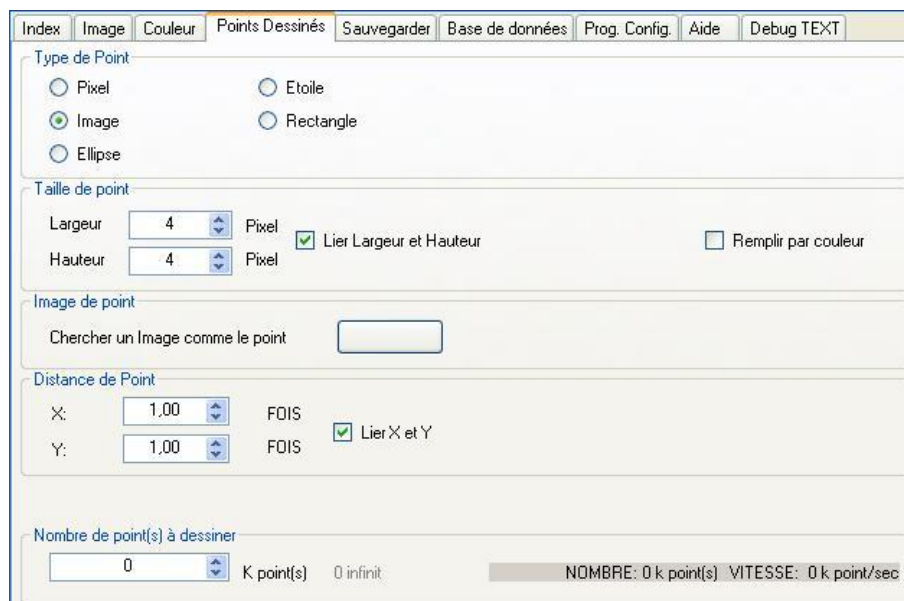 Index Image Couleur Points Dessinés Sauvegarder Base de données Prog. Config. Aide Debug TEXT
Type de Point
Pixel Etoile
Image Rectangle
Ellipse
Taille de point
Largeur 4 Pixel
Lier Largeur et Hauteur Remplir par couleur
Hauteur 4 Pixel
Image de point
Chercher un Image comme le point
Distance de Point
X: 1,00 FOIS
Lier X et Y
Y: 1,00 FOIS
Nombre de point(s) à dessiner
0 K point(s) 0 infinit NOMBRE: 0 k point(s) VITESSE: 0 k point/sec